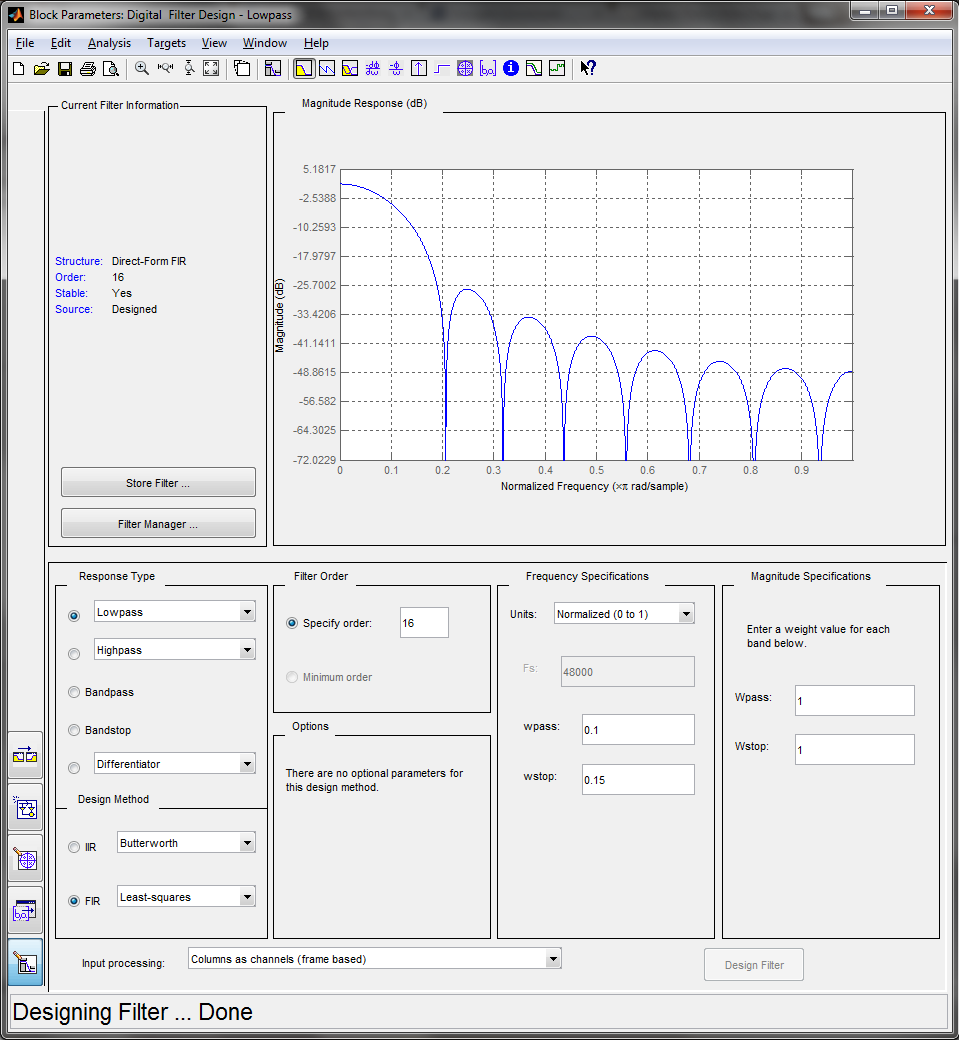 Block Parameters: Digital  Filter Design - Lowpass
File Edit Analysis Targets View Window Help
Current Filter Information
Structure: Direct-Form FIR
Order: 16
Stable: Yes
Source: Designed
Store Filter ...
Filter Manager ...
Magnitude Response (dB)
5.1817
-2.5388
-10.2593
-17.9797
-25.7002
-33.4206
-41.1411
-48.8615
-56.582
-64.3025
-72.0229
Magnitude (dB)
0 0.1 0.2 0.3 0.4 0.5 0.6 0.7 0.8 0.9
Normalized Frequency (×π rad/sample)
Response Type
Lowpass
Highpass
Bandpass
Bandstop
Differentiator
Design Method
IIR Butterworth
FIR Least-squares
Filter Order
Specify order: 16
Minimum order
Options
There are no optional parameters for
this design method.
Frequency Specifications
Units: Normalized (0 to 1)
Fs: 48000
wpass: 0.1
wstop: 0.15
Magnitude Specifications
Enter a weight value for each
band below.
Wpass: 1
Wstop: 1
Input processing: Columns as channels (frame based)
Design Filter
Designing Filter ... Done